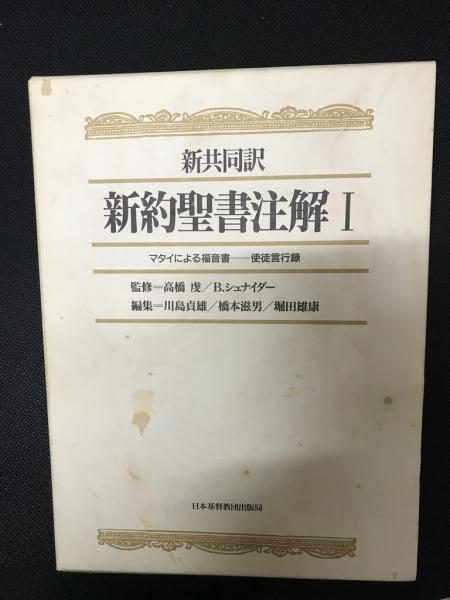 新共同訳
新約聖書注解 I
マタイによる福音書――使徒言行録
監修=高橋 虔/B.シュナイダー
編集=川島貞雄/橋本滋男/堀田雄康
日本基督教団出版局